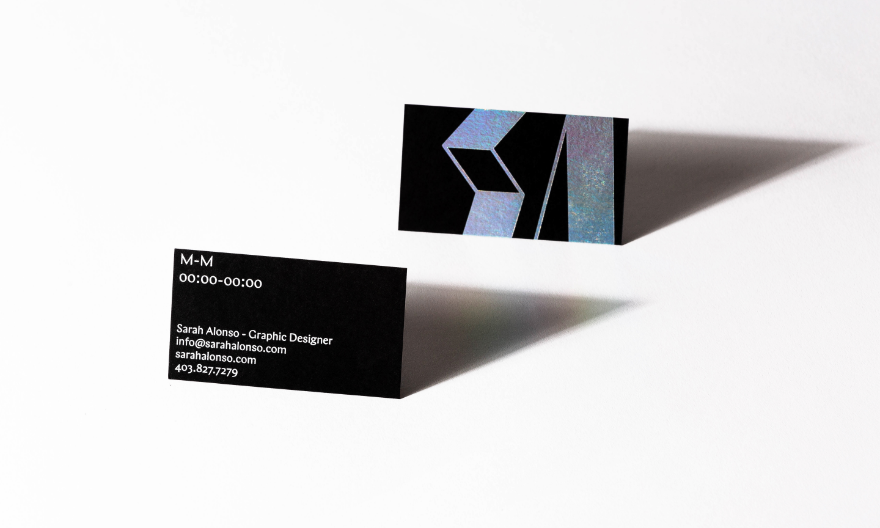 M-M
00:00-00:00
Sarah Alonso - Graphic Designer
info@sarahalonso.com
sarahalonso.com
403.827.7279